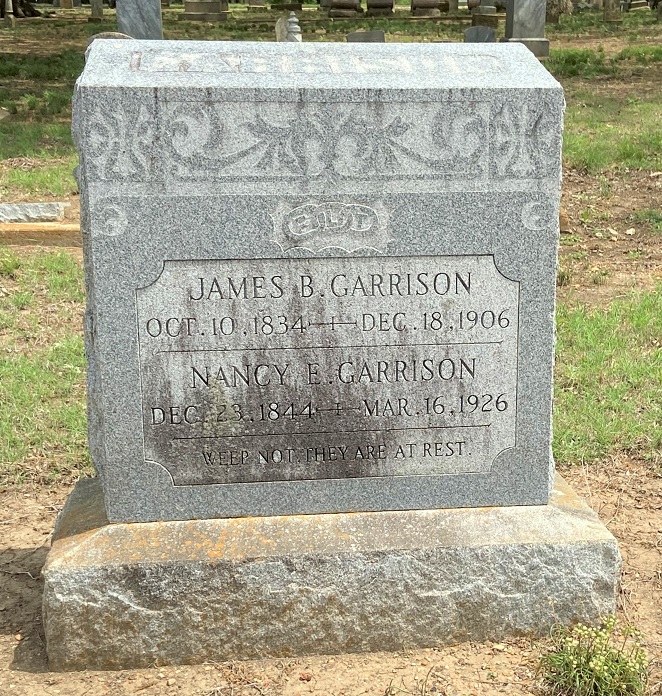 JAMES B. GARRISON
OCT. 10, 1834 – DEC. 18, 1906
NANCY E. GARRISON
DEC. 23, 1844 – MAR. 16, 1926
WEEP NOT, THEY ARE AT REST.